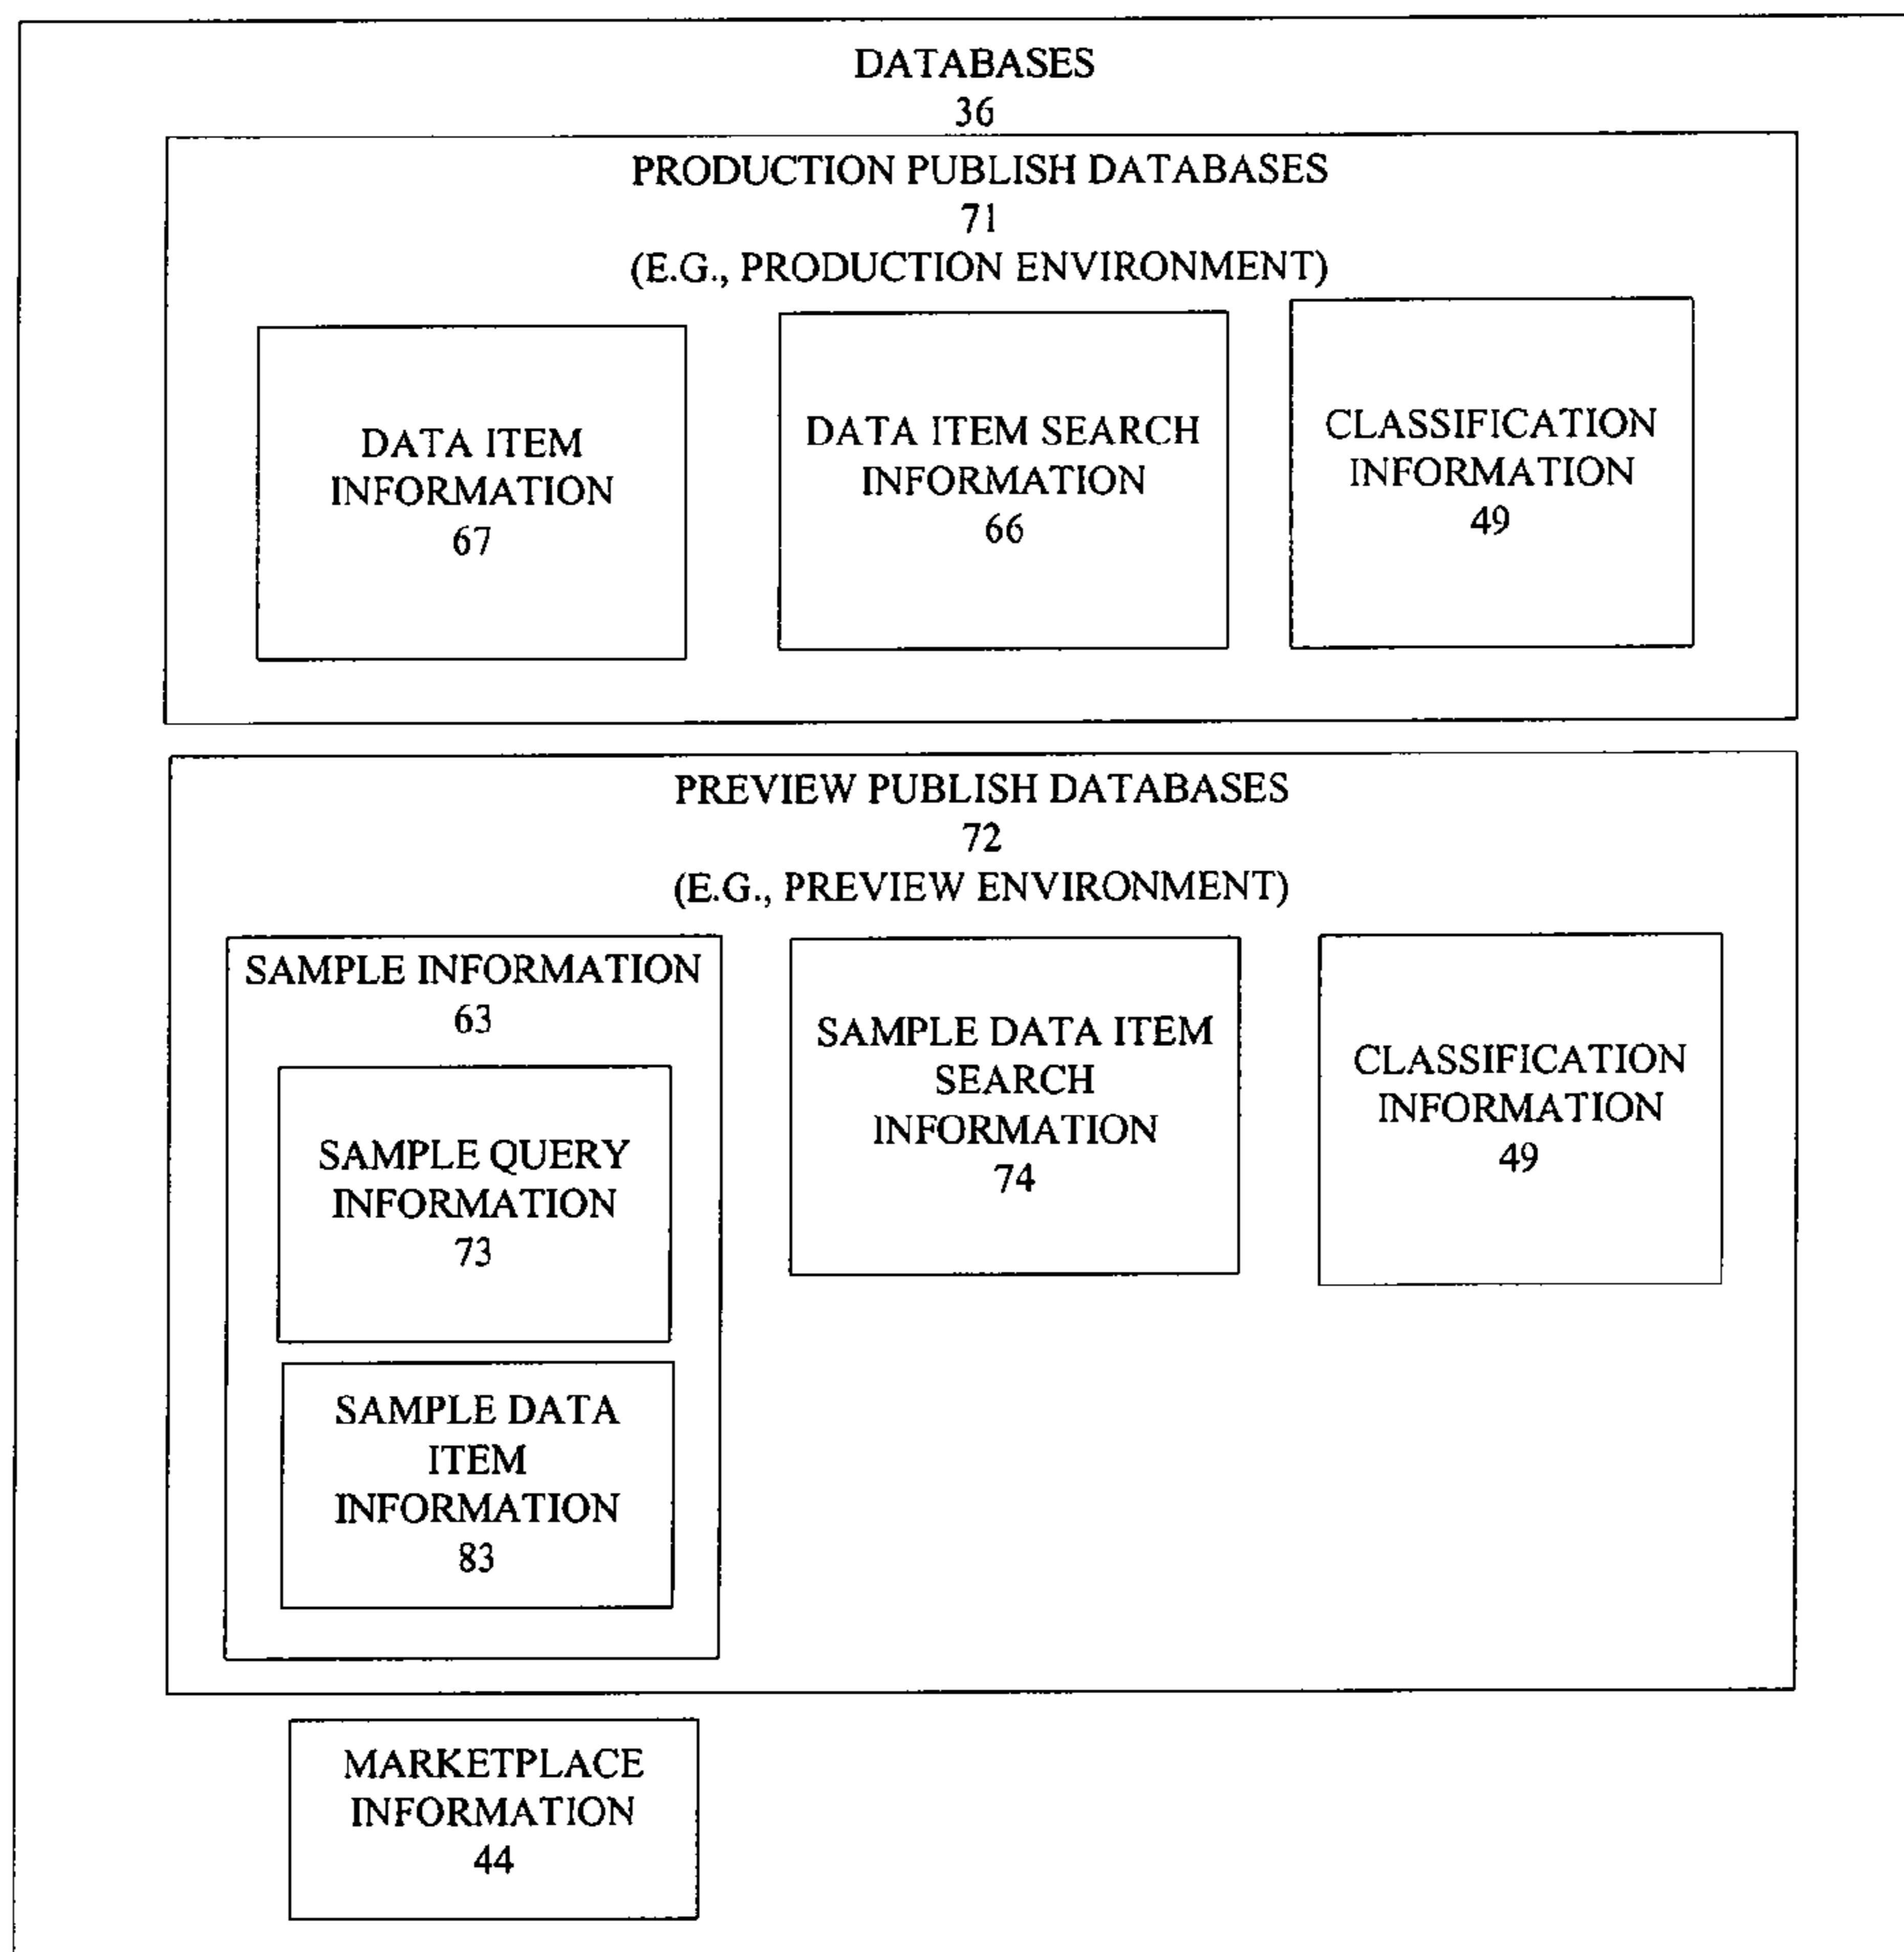 DATABASES
36
PRODUCTION PUBLISH DATABASES
71
(E.G., PRODUCTION ENVIRONMENT)
DATA ITEM
INFORMATION
67
DATA ITEM SEARCH
INFORMATION
66
CLASSIFICATION
INFORMATION
49
PREVIEW PUBLISH DATABASES
72
(E.G., PREVIEW ENVIRONMENT)
SAMPLE INFORMATION
63
SAMPLE QUERY
INFORMATION
73
SAMPLE DATA
ITEM
INFORMATION
83
SAMPLE DATA ITEM
SEARCH
INFORMATION
74
CLASSIFICATION
INFORMATION
49
MARKETPLACE
INFORMATION
44